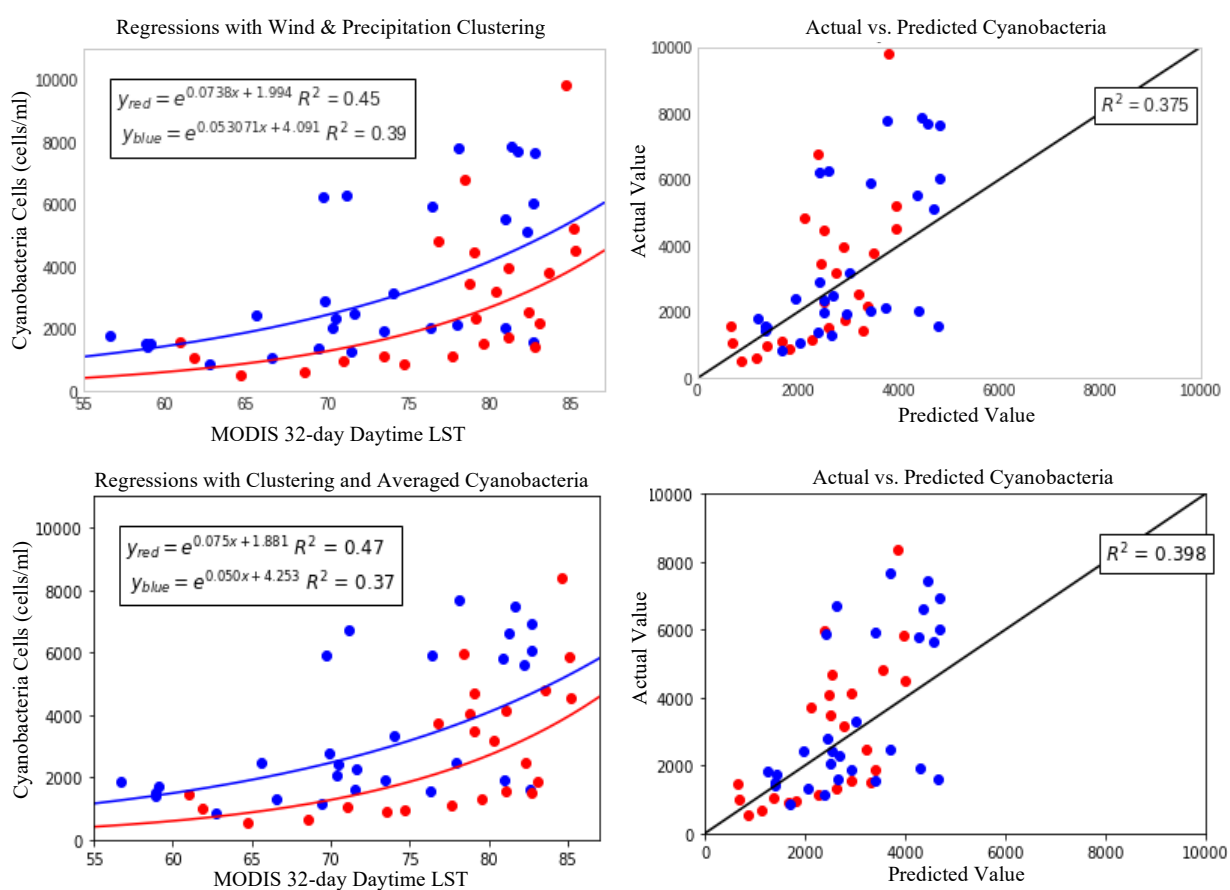 Regressions with Wind & Precipitation Clustering
Cyanobacteria Cells (cells/ml)
10000
8000
6000
4000
2000
0
y_red = e^{0.0738x + 1.994} R^2 = 0.45
y_blue = e^{0.053071x + 4.091} R^2 = 0.39
55 60 65 70 75 80 85
MODIS 32-day Daytime LST
Actual vs. Predicted Cyanobacteria
Actual Value
10000
8000
6000
4000
2000
0
R^2 = 0.375
0 2000 4000 6000 8000 10000
Predicted Value
Regressions with Clustering and Averaged Cyanobacteria
Cyanobacteria Cells (cells/ml)
10000
8000
6000
4000
2000
0
y_red = e^{0.075x + 1.881} R^2 = 0.47
y_blue = e^{0.050x + 4.253} R^2 = 0.37
55 60 65 70 75 80 85
MODIS 32-day Daytime LST
Actual vs. Predicted Cyanobacteria
Actual Value
10000
8000
6000
4000
2000
0
R^2 = 0.398
0 2000 4000 6000 8000 10000
Predicted Value